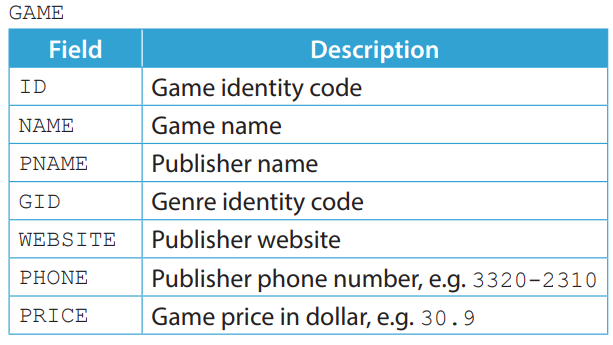 GAME
Field Description
ID Game identity code
NAME Game name
PNAME Publisher name
GID Genre identity code
WEBSITE Publisher website
PHONE Publisher phone number, e.g. 3320-2310
PRICE Game price in dollar, e.g. 30.9